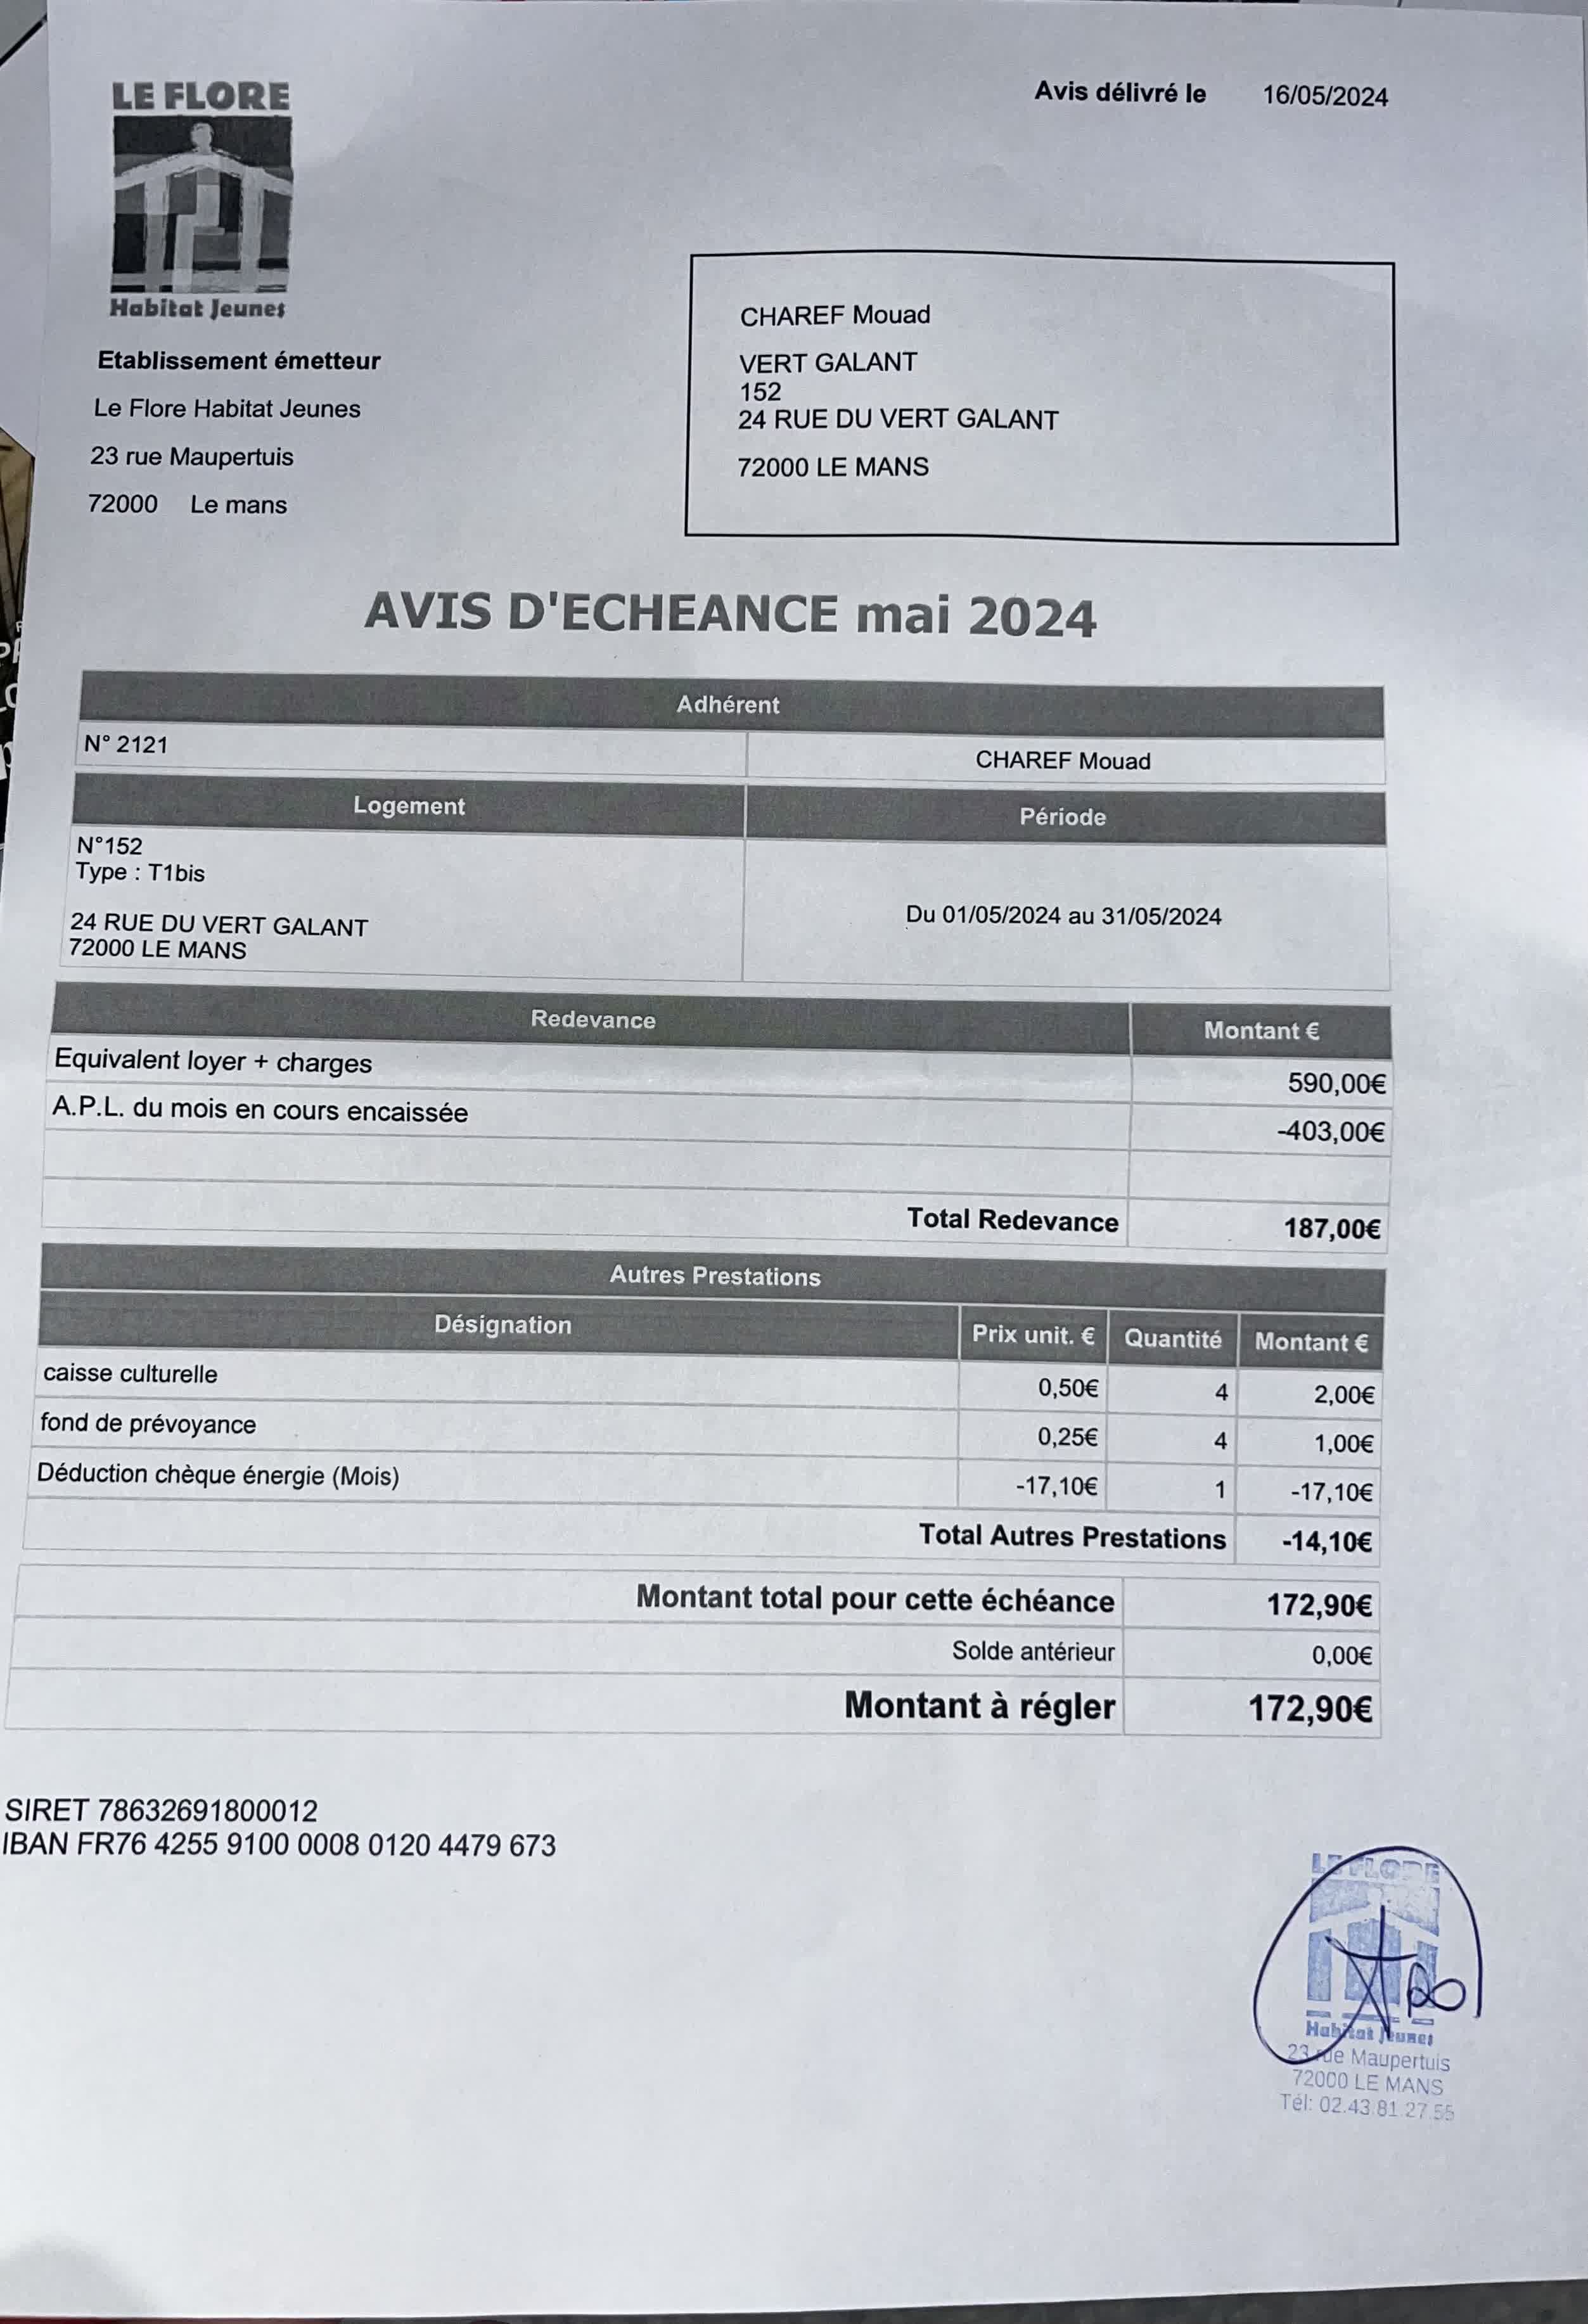 LE FLORE
Habitat Jeunes
Avis délivré le 16/05/2024
Etablissement émetteur
Le Flore Habitat Jeunes
23 rue Maupertuis
72000 Le mans
CHAREF Mouad
VERT GALANT
152
24 RUE DU VERT GALANT
72000 LE MANS
AVIS D'ECHEANCE mai 2024
Adhérent
N° 2121 CHAREF Mouad
Logement Période
N°152
Type : T1bis
24 RUE DU VERT GALANT
72000 LE MANS
Du 01/05/2024 au 31/05/2024
Redevance Montant €
Equivalent loyer + charges 590,00€
A.P.L. du mois en cours encaissée -403,00€
Total Redevance 187,00€
Autres Prestations
Désignation Prix unit. € Quantité Montant €
caisse culturelle 0,50€ 4 2,00€
fond de prévoyance 0,25€ 4 1,00€
Déduction chèque énergie (Mois) -17,10€ 1 -17,10€
Total Autres Prestations -14,10€
Montant total pour cette échéance 172,90€
Solde antérieur 0,00€
Montant à régler 172,90€
SIRET 78632691800012
IBAN FR76 4255 9100 0008 0120 4479 673
LE FLORE
Habitat Jeunes
23 rue Maupertuis
72000 LE MANS
Tél: 02.43.81.27.55